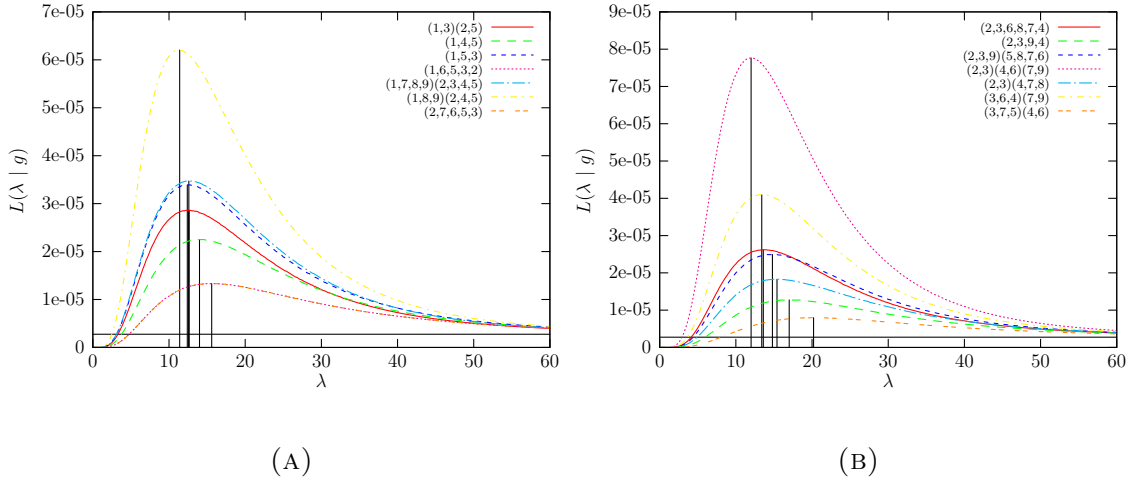 7e-05
6e-05
5e-05
4e-05
3e-05
2e-05
1e-05
0
0 10 20 30 40 50 60
L(λ | g)
λ
(1,3)(2,5)
(1,4,5)
(1,5,3)
(1,6,5,3,2)
(1,7,8,9)(2,3,4,5)
(1,8,9)(2,4,5)
(2,7,6,5,3)
(A)
9e-05
8e-05
7e-05
6e-05
5e-05
4e-05
3e-05
2e-05
1e-05
0
0 10 20 30 40 50 60
L(λ | g)
λ
(2,3,6,8,7,4)
(2,3,9,4)
(2,3,9)(5,8,7,6)
(2,3)(4,6)(7,9)
(2,3)(4,7,8)
(3,6,4)(7,9)
(3,7,5)(4,6)
(B)